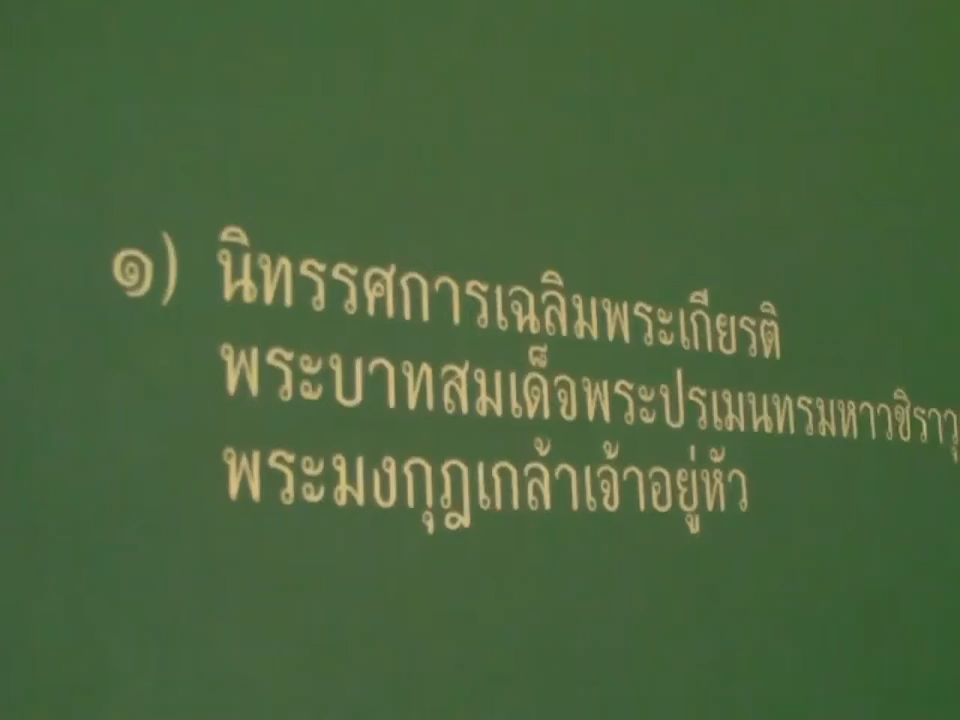 ๑) นิทรรศการเฉลิมพระเกียรติ
พระบาทสมเด็จพระปรเมนทรมหาวชิราวุ
พระมงกุฎเกล้าเจ้าอยู่หัว